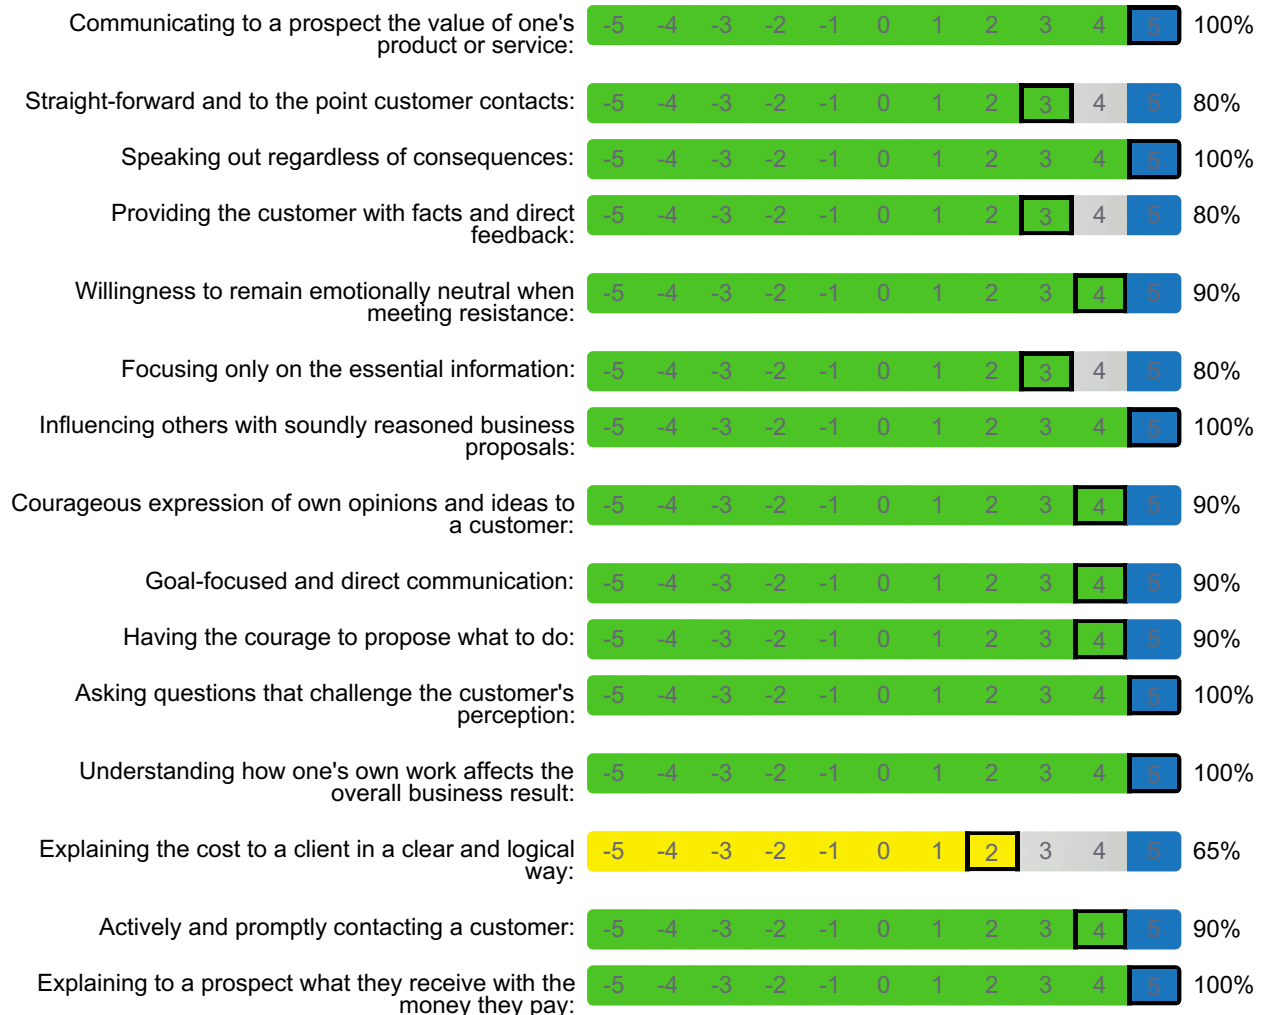 Communicating to a prospect the value of one's
product or service:
-5 -4 -3 -2 -1 0 1 2 3 4 5 100%
Straight-forward and to the point customer contacts:
-5 -4 -3 -2 -1 0 1 2 3 4 5 80%
Speaking out regardless of consequences:
-5 -4 -3 -2 -1 0 1 2 3 4 5 100%
Providing the customer with facts and direct
feedback:
-5 -4 -3 -2 -1 0 1 2 3 4 5 80%
Willingness to remain emotionally neutral when
meeting resistance:
-5 -4 -3 -2 -1 0 1 2 3 4 5 90%
Focusing only on the essential information:
-5 -4 -3 -2 -1 0 1 2 3 4 5 80%
Influencing others with soundly reasoned business
proposals:
-5 -4 -3 -2 -1 0 1 2 3 4 5 100%
Courageous expression of own opinions and ideas to
a customer:
-5 -4 -3 -2 -1 0 1 2 3 4 5 90%
Goal-focused and direct communication:
-5 -4 -3 -2 -1 0 1 2 3 4 5 90%
Having the courage to propose what to do:
-5 -4 -3 -2 -1 0 1 2 3 4 5 90%
Asking questions that challenge the customer's
perception:
-5 -4 -3 -2 -1 0 1 2 3 4 5 100%
Understanding how one's own work affects the
overall business result:
-5 -4 -3 -2 -1 0 1 2 3 4 5 100%
Explaining the cost to a client in a clear and logical
way:
-5 -4 -3 -2 -1 0 1 2 3 4 5 65%
Actively and promptly contacting a customer:
-5 -4 -3 -2 -1 0 1 2 3 4 5 90%
Explaining to a prospect what they receive with the
money they pay:
-5 -4 -3 -2 -1 0 1 2 3 4 5 100%